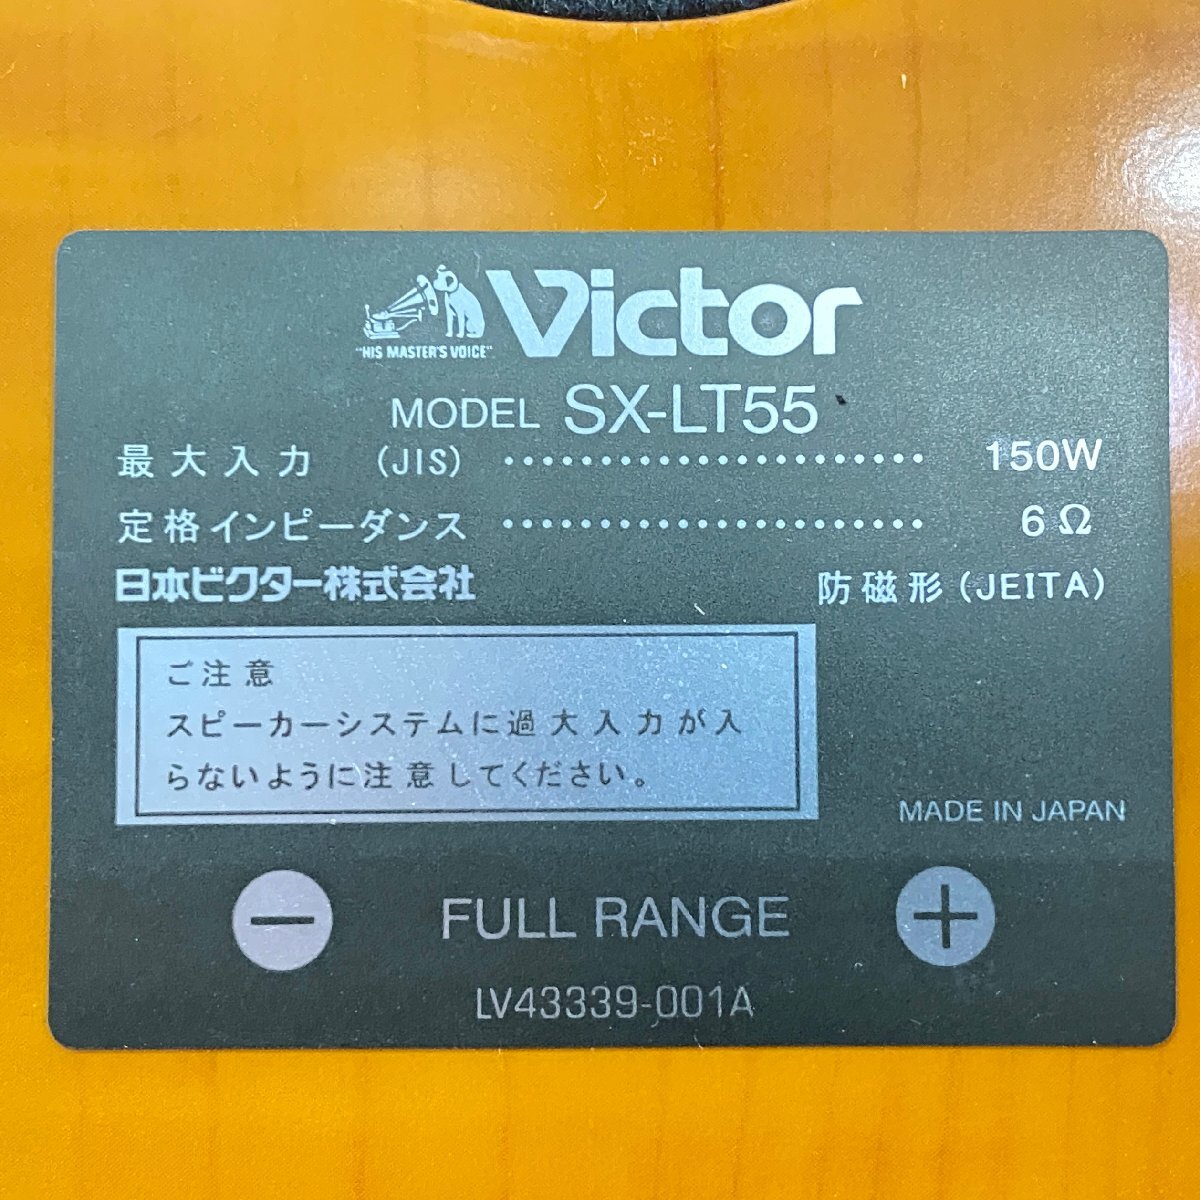 "HIS MASTER'S VOICE" Victor
MODEL SX-LT55
最大入力 (JIS) ······················ 150W
定格インピーダンス ······················ 6Ω
日本ビクター株式会社 防磁形(JEITA)
ご注意
スピーカーシステムに過大入力が入
らないように注意してください。
MADE IN JAPAN
− FULL RANGE +
LV43339-001A